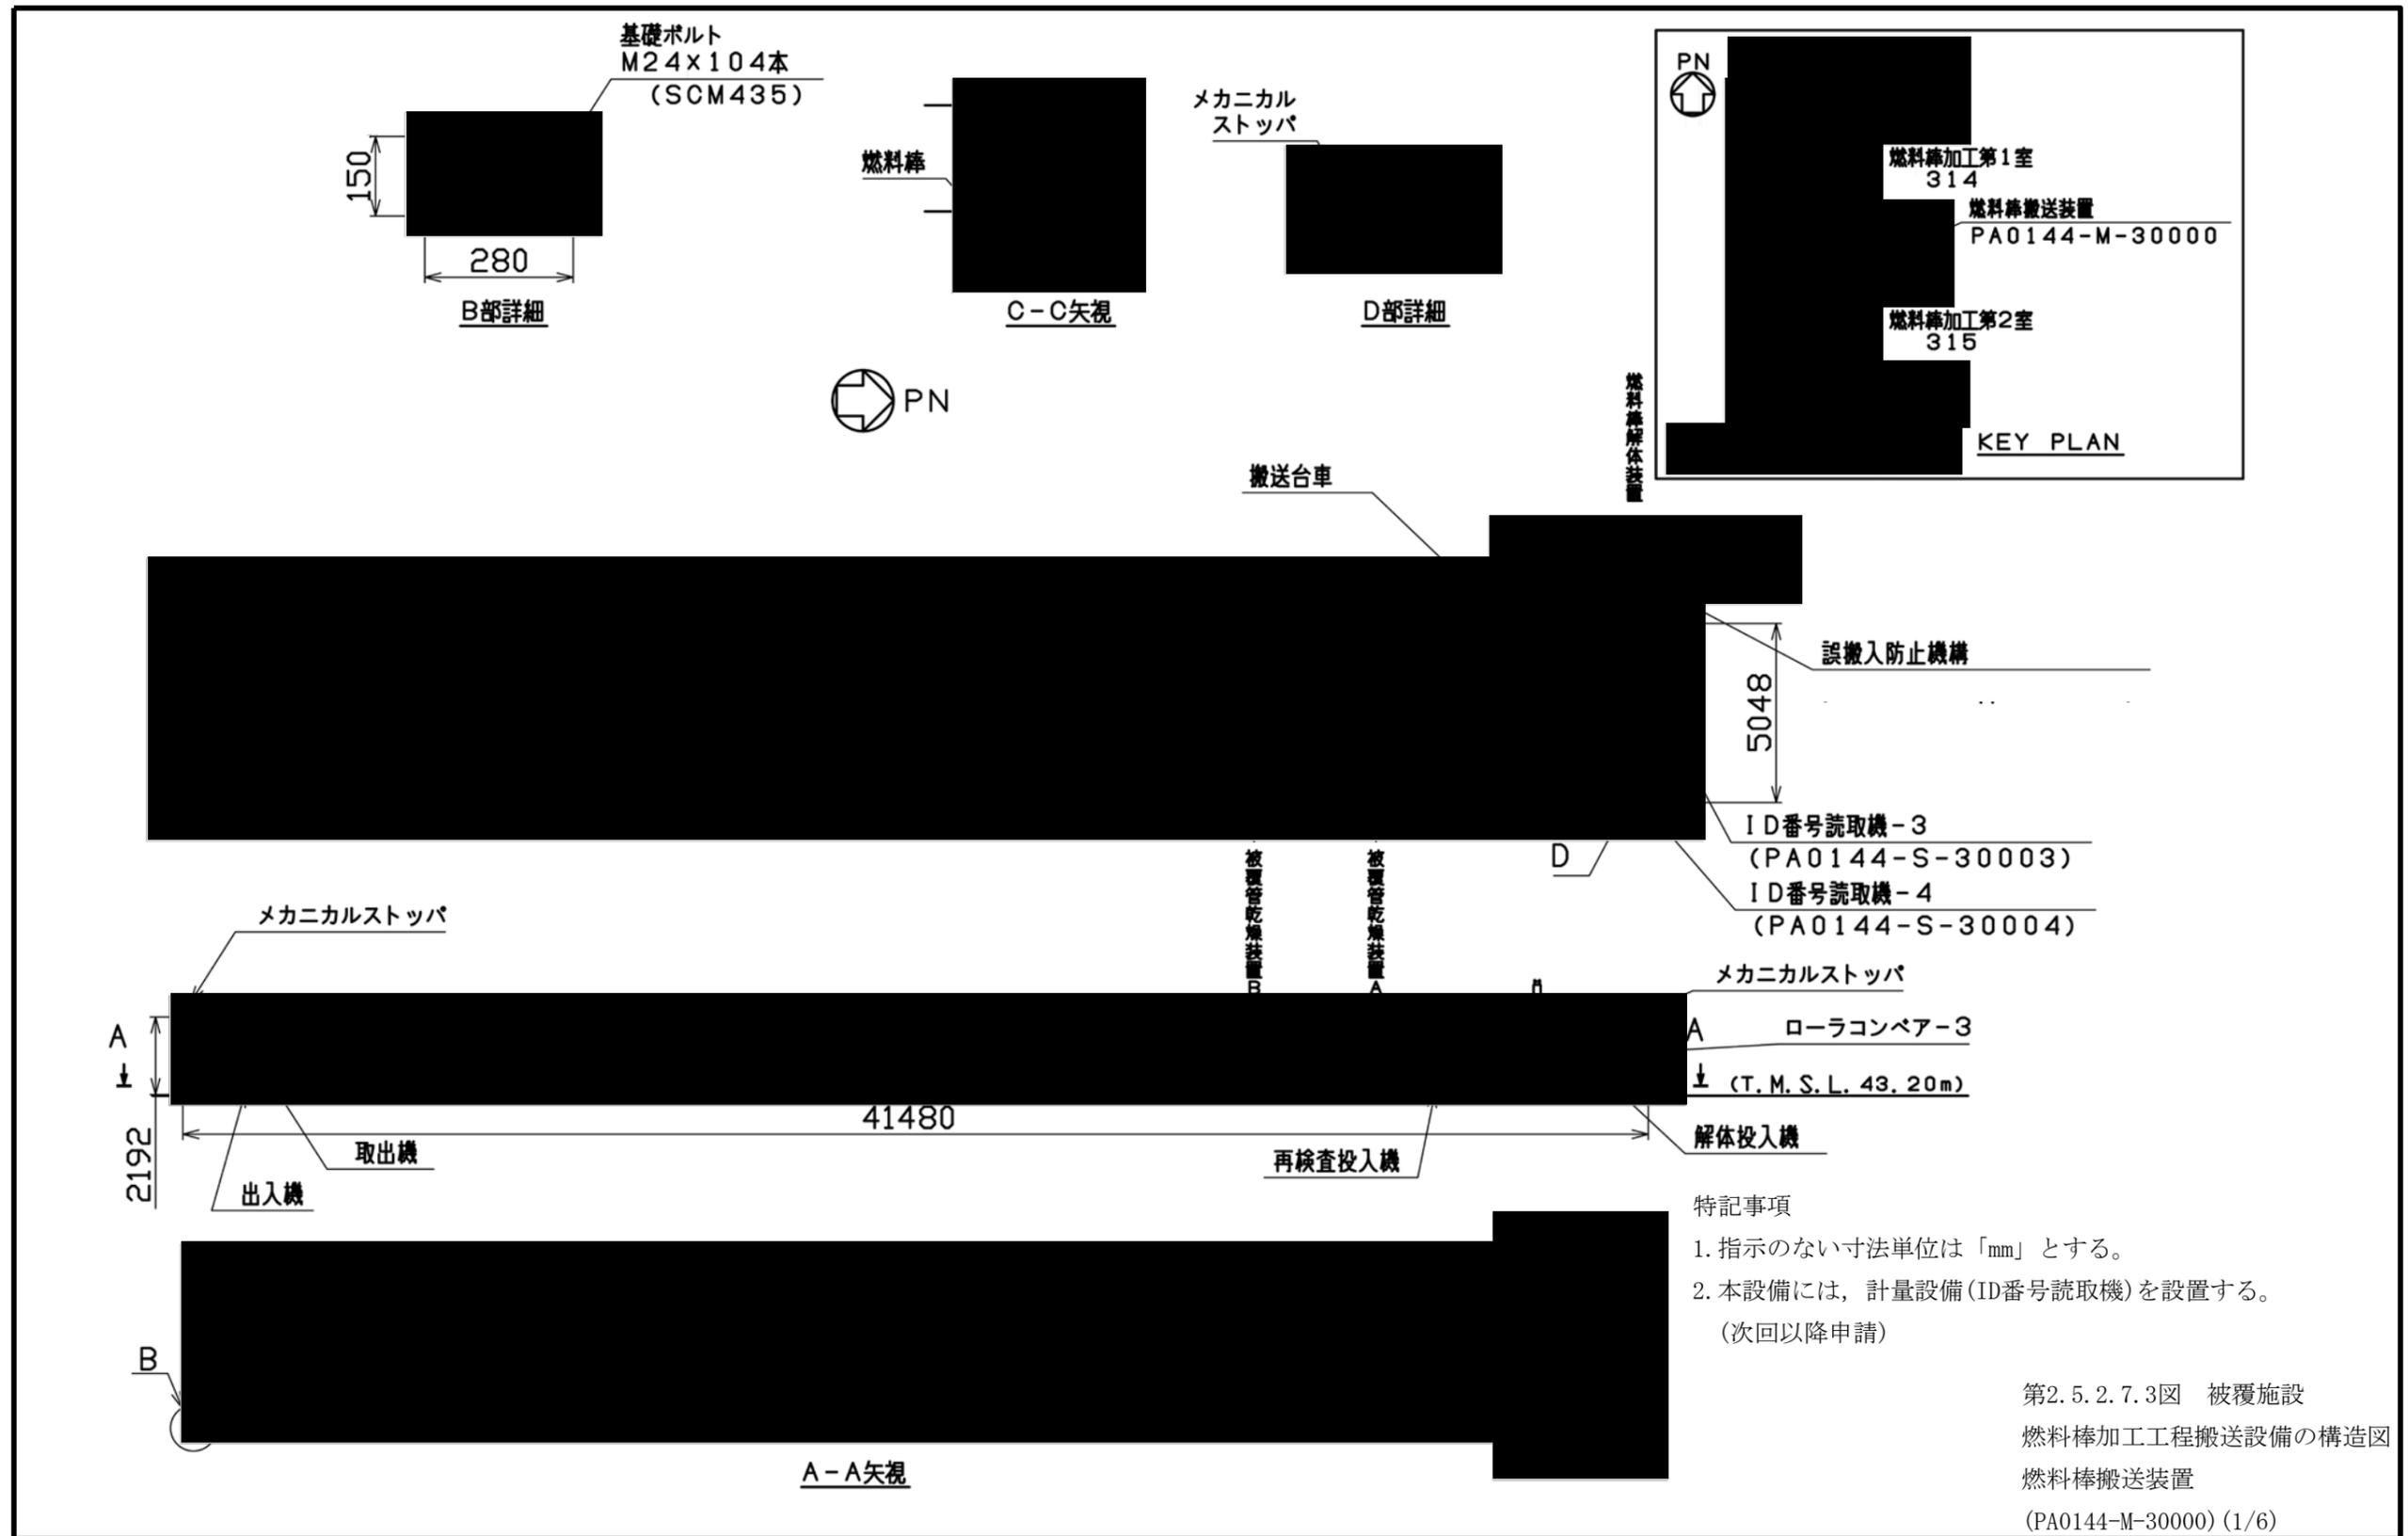 基礎ボルト
M24×104本
(SCM435)
150
280
B部詳細
燃料棒
C-C矢視
メカニカル
ストッパ
D部詳細
PN
燃料棒加工第1室
314
燃料棒搬送装置
PA0144-M-30000
燃料棒加工第2室
315
KEY PLAN
PN
燃料棒解体装置
搬送台車
誤搬入防止機構
5048
ID番号読取機-3
(PA0144-S-30003)
ID番号読取機-4
(PA0144-S-30004)
D
被覆管乾燥装置B
被覆管乾燥装置A
メカニカルストッパ
メカニカルストッパ
A
A
ローラコンベア-3
(T.M.S.L. 43.20m)
41480
2192
取出機
出入機
再検査投入機
解体投入機
B
A-A矢視
特記事項
1.指示のない寸法単位は「mm」とする。
2.本設備には，計量設備(ID番号読取機)を設置する。
(次回以降申請)
第2.5.2.7.3図　被覆施設
燃料棒加工工程搬送設備の構造図
燃料棒搬送装置
(PA0144-M-30000)(1/6)